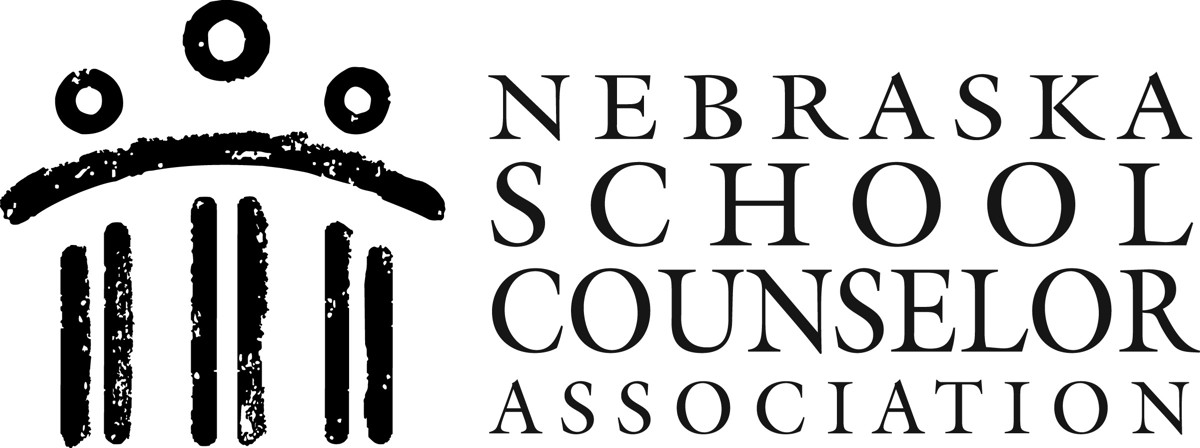 NEBRASKA
SCHOOL
COUNSELOR
ASSOCIATION